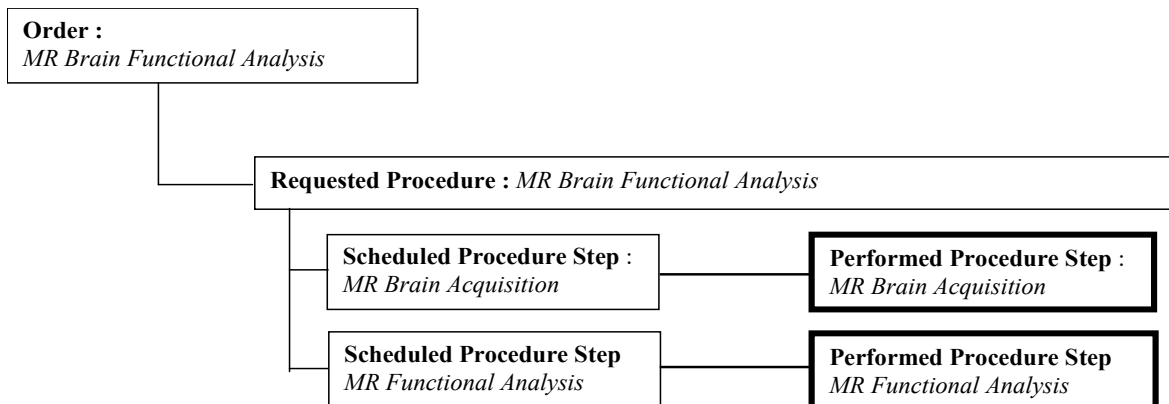 Order :
MR Brain Functional Analysis
Requested Procedure : MR Brain Functional Analysis
Scheduled Procedure Step :
MR Brain Acquisition
Performed Procedure Step :
MR Brain Acquisition
Scheduled Procedure Step
MR Functional Analysis
Performed Procedure Step
MR Functional Analysis